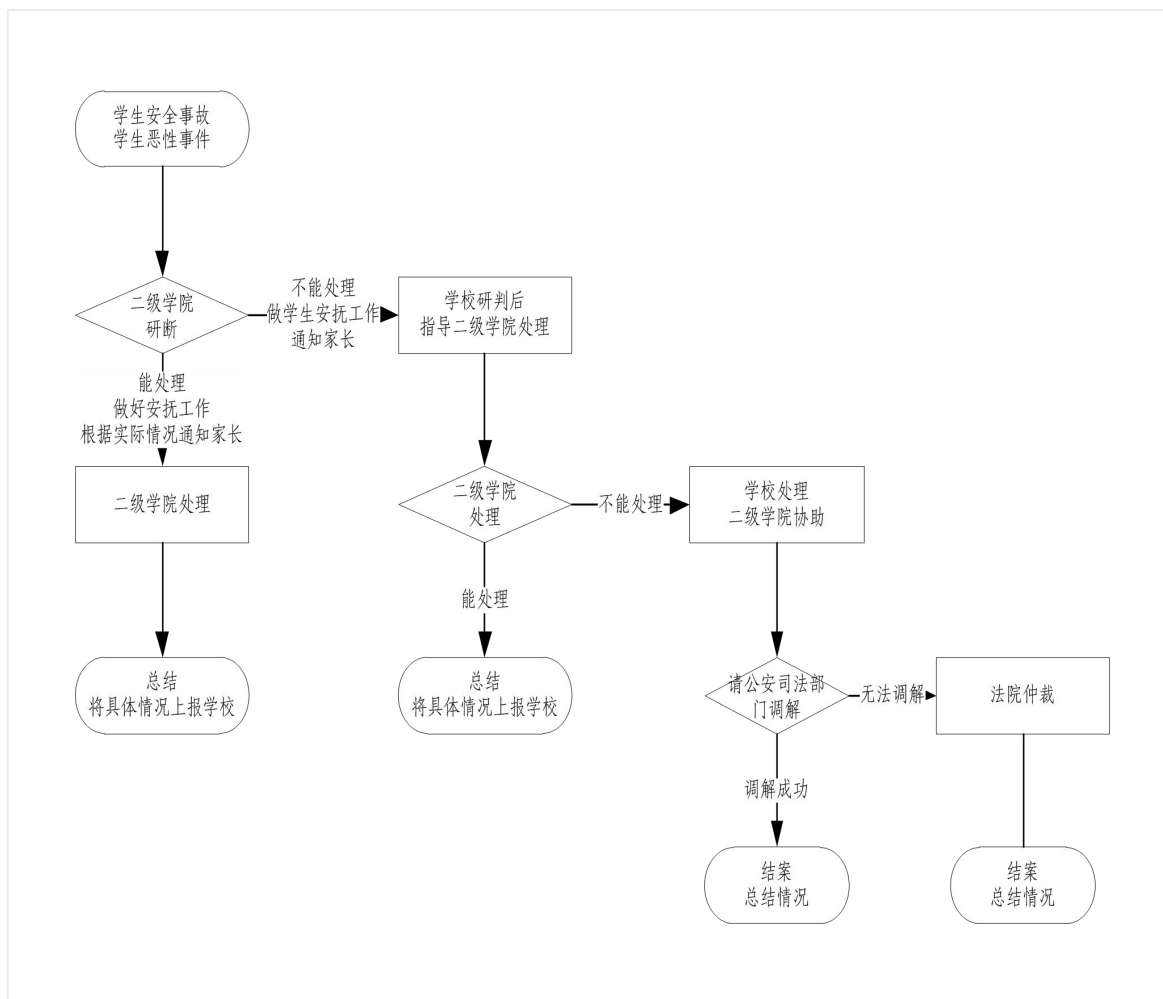 学生安全事故
学生恶性事件
二级学院
研断
不能处理
做学生安抚工作
通知家长
学校研判后
指导二级学院处理
能处理
做好安抚工作
根据实际情况通知家长
二级学院处理
二级学院
处理
不能处理
学校处理
二级学院协助
能处理
总结
将具体情况上报学校
总结
将具体情况上报学校
请公安司法部
门调解
无法调解
法院仲裁
调解成功
结案
总结情况
结案
总结情况